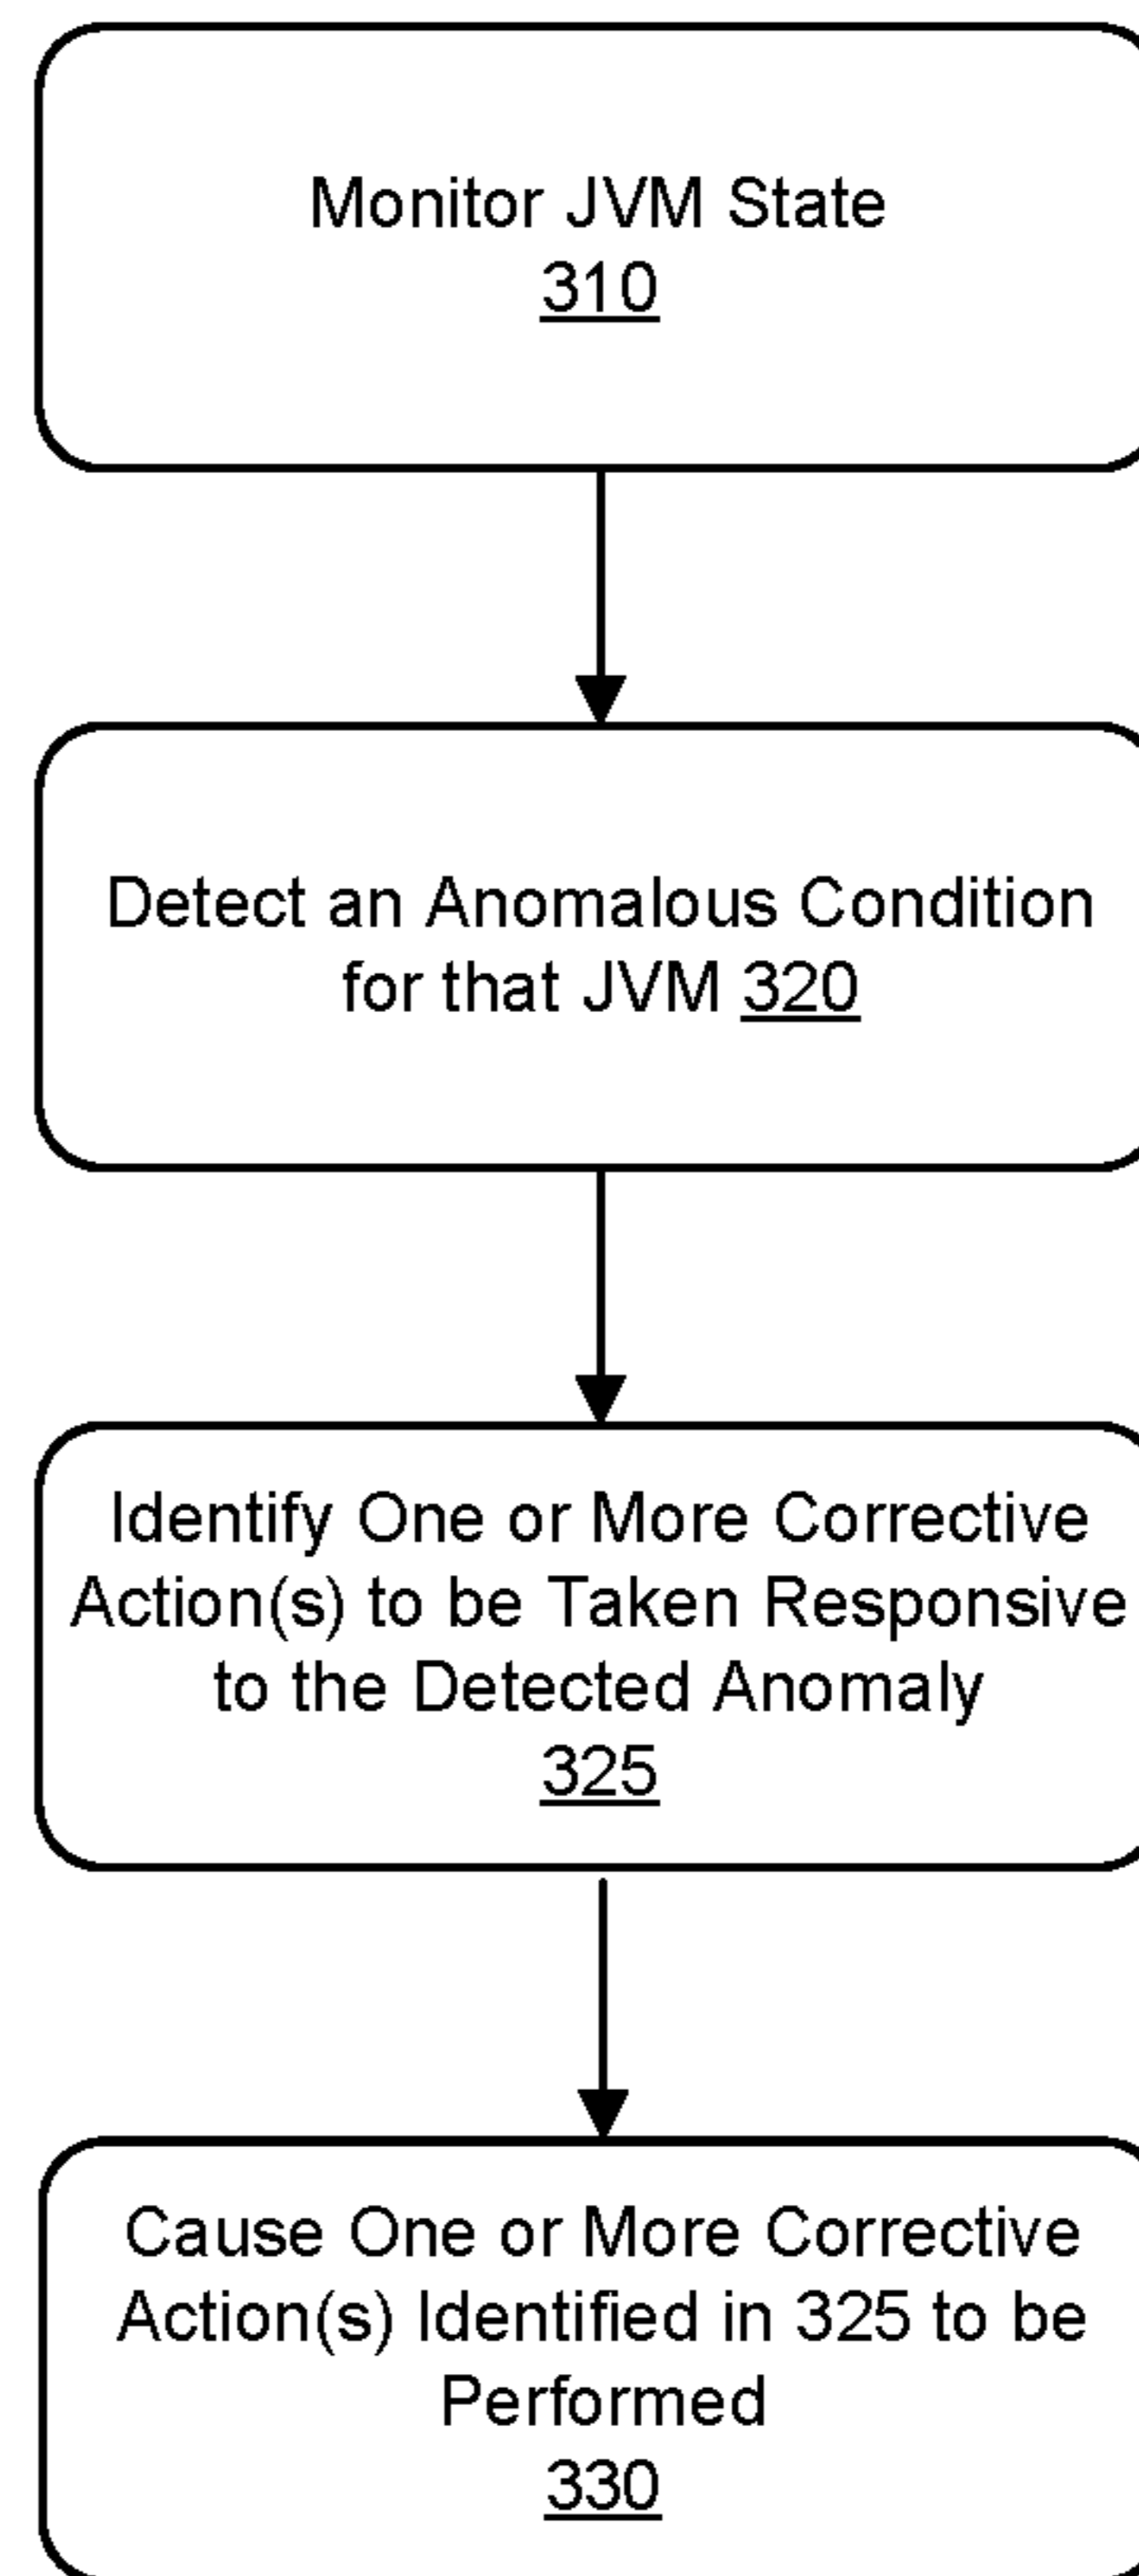 Monitor JVM State
310
Detect an Anomalous Condition
for that JVM 320
Identify One or More Corrective
Action(s) to be Taken Responsive
to the Detected Anomaly
325
Cause One or More Corrective
Action(s) Identified in 325 to be
Performed
330